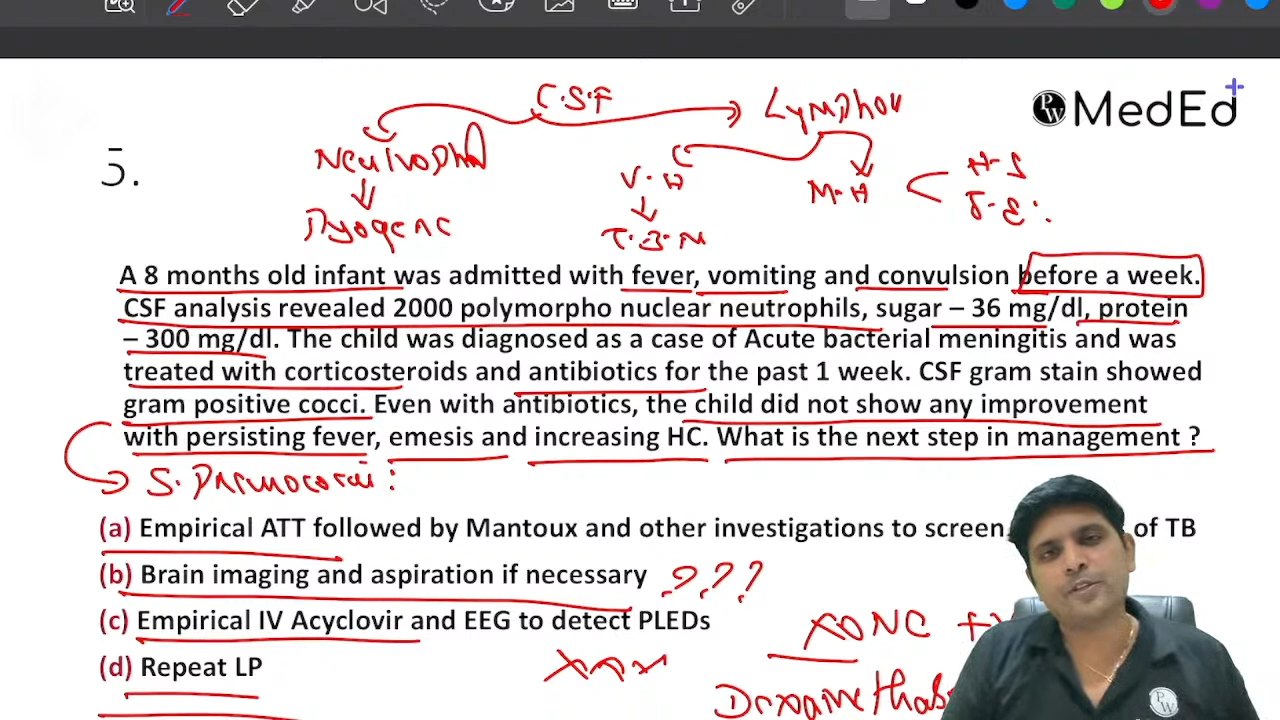 C.S.F
Lymphou
MedEd
PW
Neutroph
5.
V.H
M.H
Pyogenc
T.B.M
A 8 months old infant was admitted with fever, vomiting and convulsion before a week.
CSF analysis revealed 2000 polymorpho nuclear neutrophils, sugar – 36 mg/dl, protein
– 300 mg/dl. The child was diagnosed as a case of Acute bacterial meningitis and was
treated with corticosteroids and antibiotics for the past 1 week. CSF gram stain showed
gram positive cocci. Even with antibiotics, the child did not show any improvement
with persisting fever, emesis and increasing HC. What is the next step in management ?
(a) Empirical ATT followed by Mantoux and other investigations to screen of TB
(b) Brain imaging and aspiration if necessary ???
(c) Empirical IV Acyclovir and EEG to detect PLEDs
(d) Repeat LP
PW